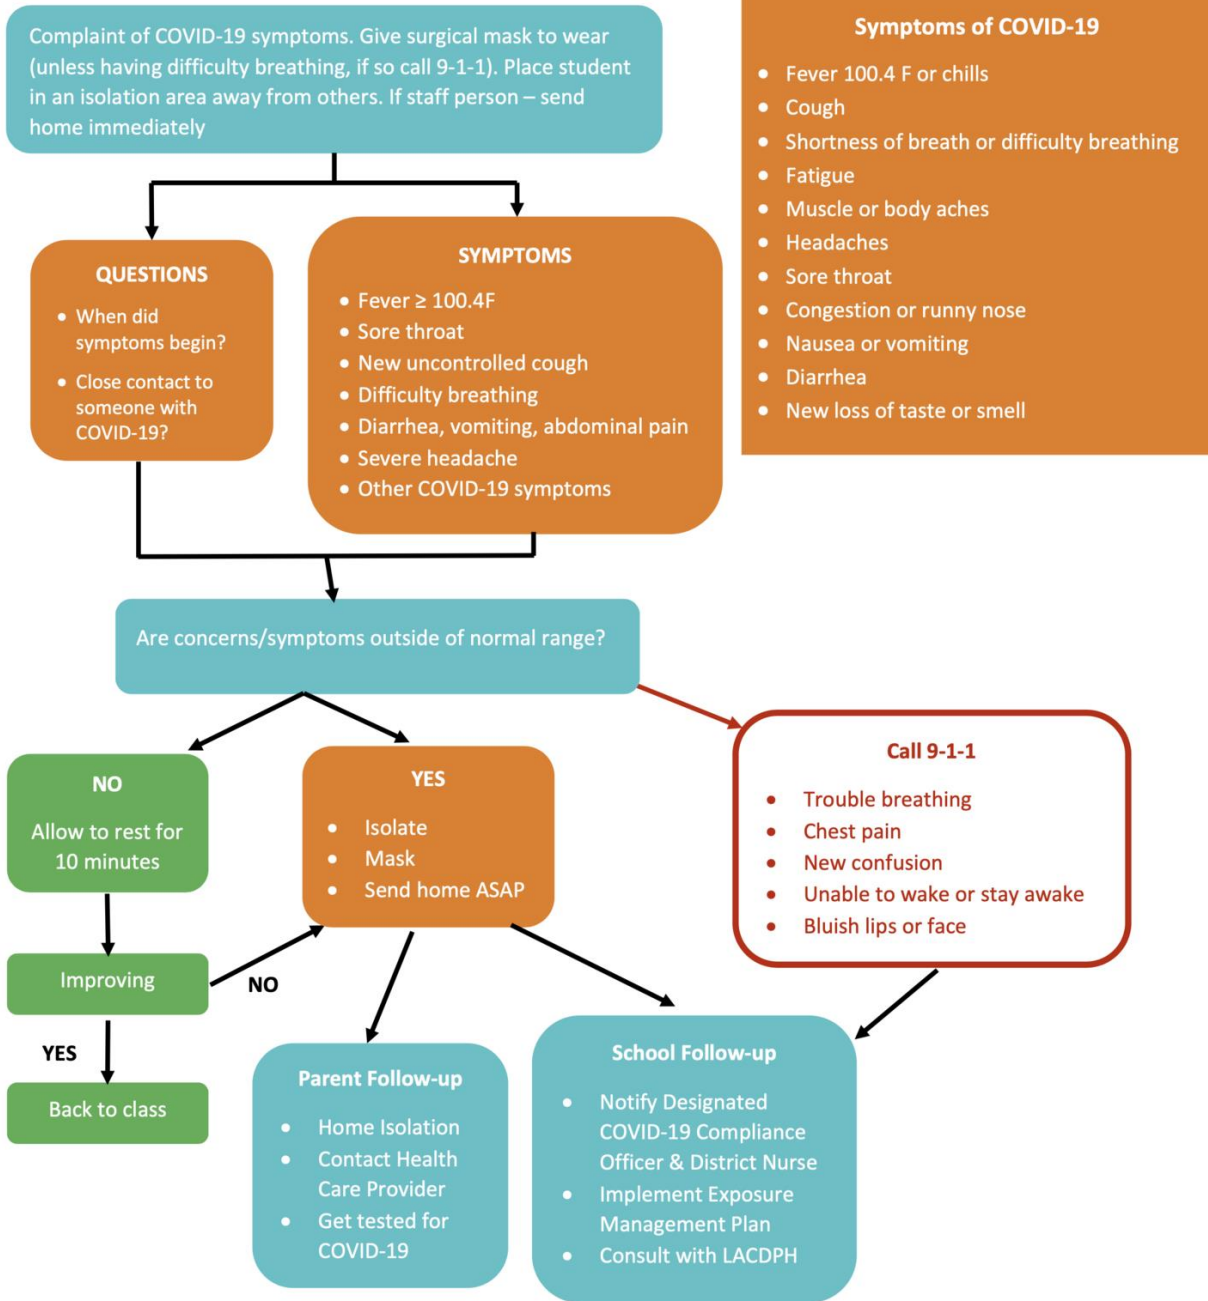 Complaint of COVID-19 symptoms. Give surgical mask to wear
(unless having difficulty breathing, if so call 9-1-1). Place student
in an isolation area away from others. If staff person – send
home immediately
Symptoms of COVID-19
• Fever 100.4 F or chills
• Cough
• Shortness of breath or difficulty breathing
• Fatigue
• Muscle or body aches
• Headaches
• Sore throat
• Congestion or runny nose
• Nausea or vomiting
• Diarrhea
• New loss of taste or smell
QUESTIONS
• When did
symptoms begin?
• Close contact to
someone with
COVID-19?
SYMPTOMS
• Fever ≥ 100.4F
• Sore throat
• New uncontrolled cough
• Difficulty breathing
• Diarrhea, vomiting, abdominal pain
• Severe headache
• Other COVID-19 symptoms
Are concerns/symptoms outside of normal range?
NO
Allow to rest for
10 minutes
YES
• Isolate
• Mask
• Send home ASAP
Call 9-1-1
• Trouble breathing
• Chest pain
• New confusion
• Unable to wake or stay awake
• Bluish lips or face
Improving
NO
YES
Back to class
Parent Follow-up
• Home Isolation
• Contact Health
Care Provider
• Get tested for
COVID-19
School Follow-up
• Notify Designated
COVID-19 Compliance
Officer & District Nurse
• Implement Exposure
Management Plan
• Consult with LACDPH